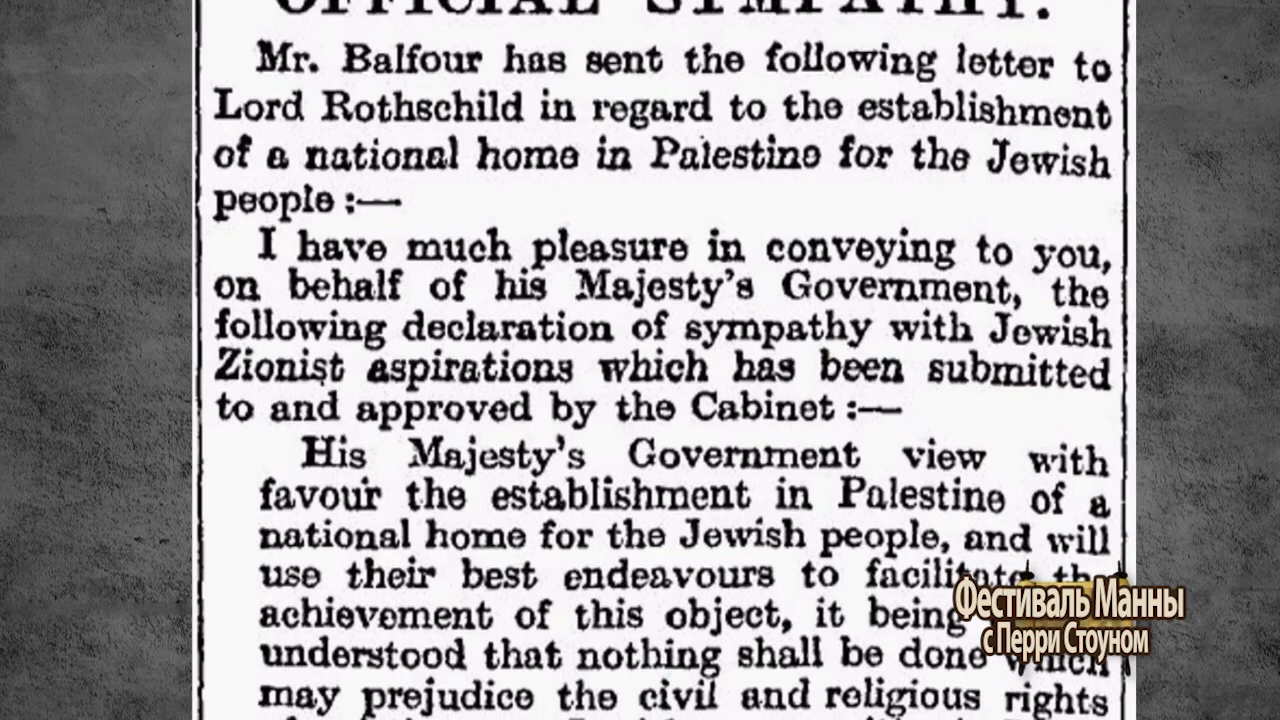 OFFICIAL SYMPATHY.
Mr. Balfour has sent the following letter to
Lord Rothschild in regard to the establishment
of a national home in Palestine for the Jewish
people :—
I have much pleasure in conveying to you,
on behalf of his Majesty's Government, the
following declaration of sympathy with Jewish
Zionist aspirations which has been submitted
to and approved by the Cabinet :—
His Majesty's Government view with
favour the establishment in Palestine of a
national home for the Jewish people, and will
use their best endeavours to facilitate the
achievement of this object, it being
understood that nothing shall be done which
may prejudice the civil and religious rights
Фестиваль Манны
с Перри Стоуном